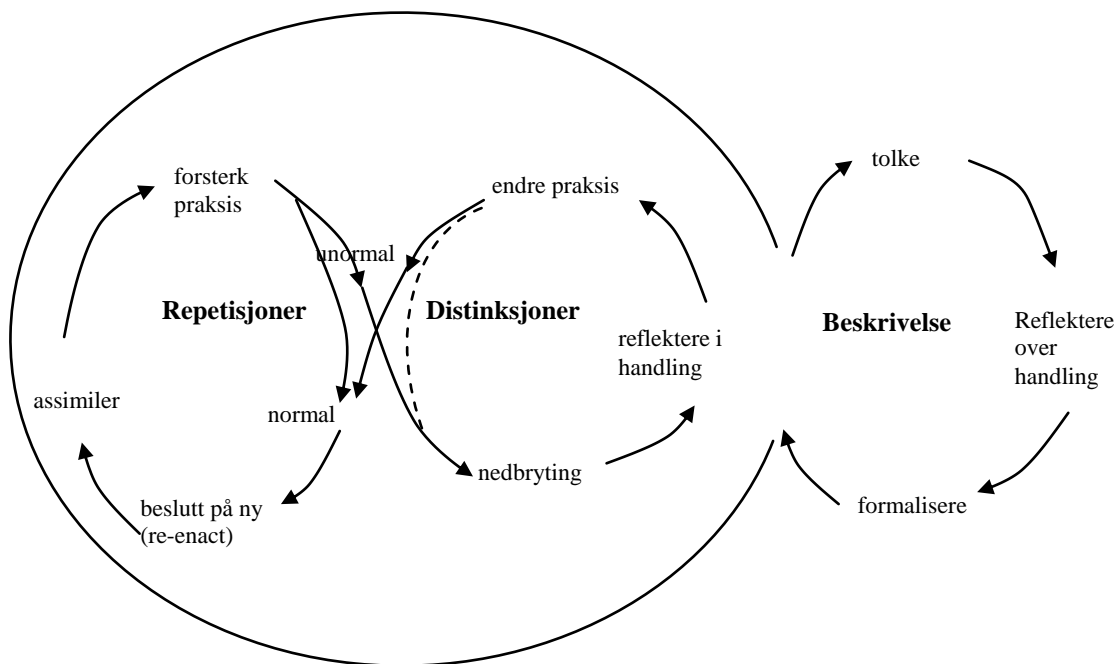 tolke
forsterk
praksis
endre praksis
unormal
Repetisjoner
Distinksjoner
Beskrivelse
Reflektere
over
handling
reflektere i
handling
assimiler
normal
nedbryting
beslutt på ny
(re-enact)
formalisere